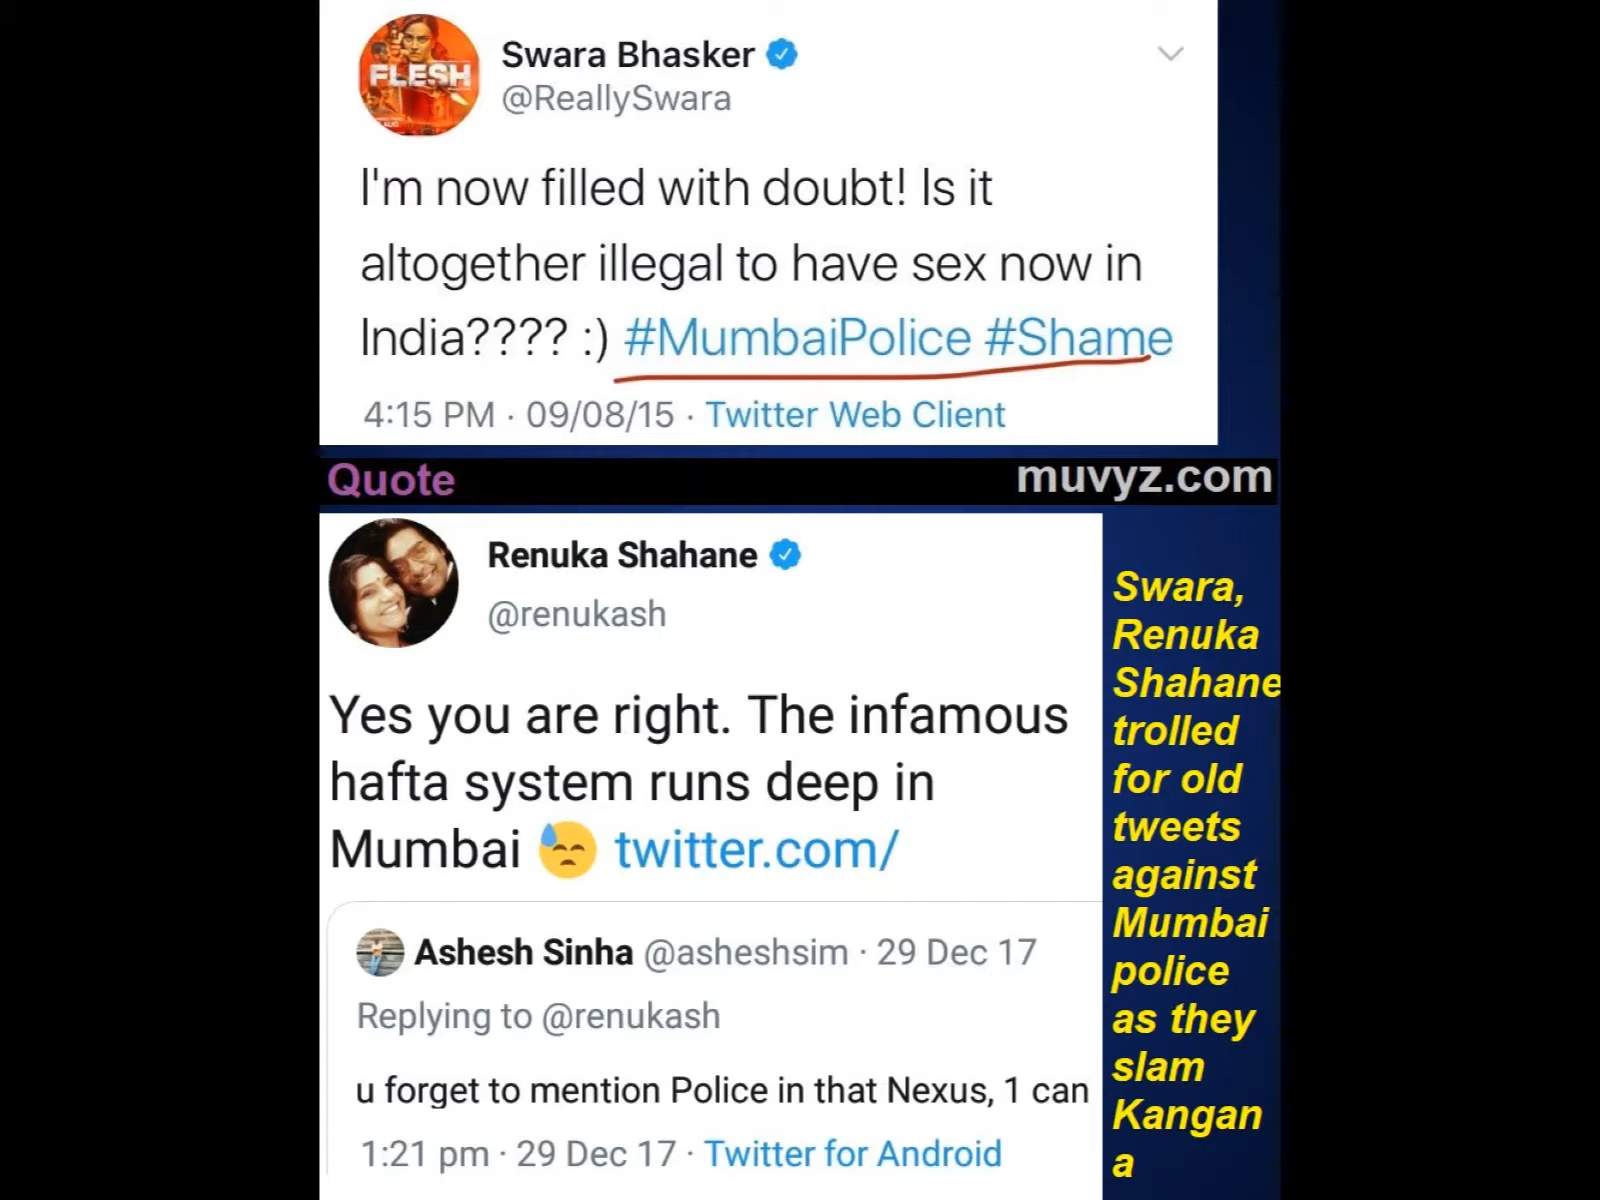 FLESH
Swara Bhasker
@ReallySwara
I'm now filled with doubt! Is it
altogether illegal to have sex now in
India???? :) #MumbaiPolice #Shame
4:15 PM · 09/08/15 · Twitter Web Client
Quote
muvyz.com
Renuka Shahane
@renukash
Yes you are right. The infamous
hafta system runs deep in
Mumbai 😓 twitter.com/
Ashesh Sinha @asheshsim · 29 Dec 17
Replying to @renukash
u forget to mention Police in that Nexus, 1 can
1:21 pm · 29 Dec 17 · Twitter for Android
Swara,
Renuka
Shahane
trolled
for old
tweets
against
Mumbai
police
as they
slam
Kangan
a